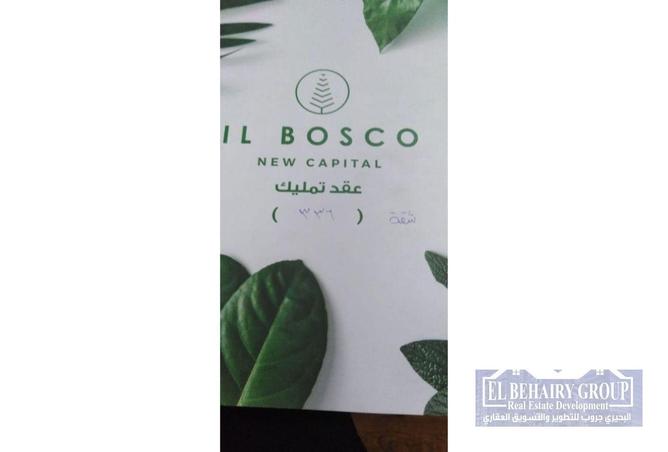 IL BOSCO
NEW CAPITAL
عقد تمليك
( ٣٣٦ ) شقة
EL BEHAIRY GROUP
Real Estate Development
البحيري جروب للتطوير والتسويق العقاري